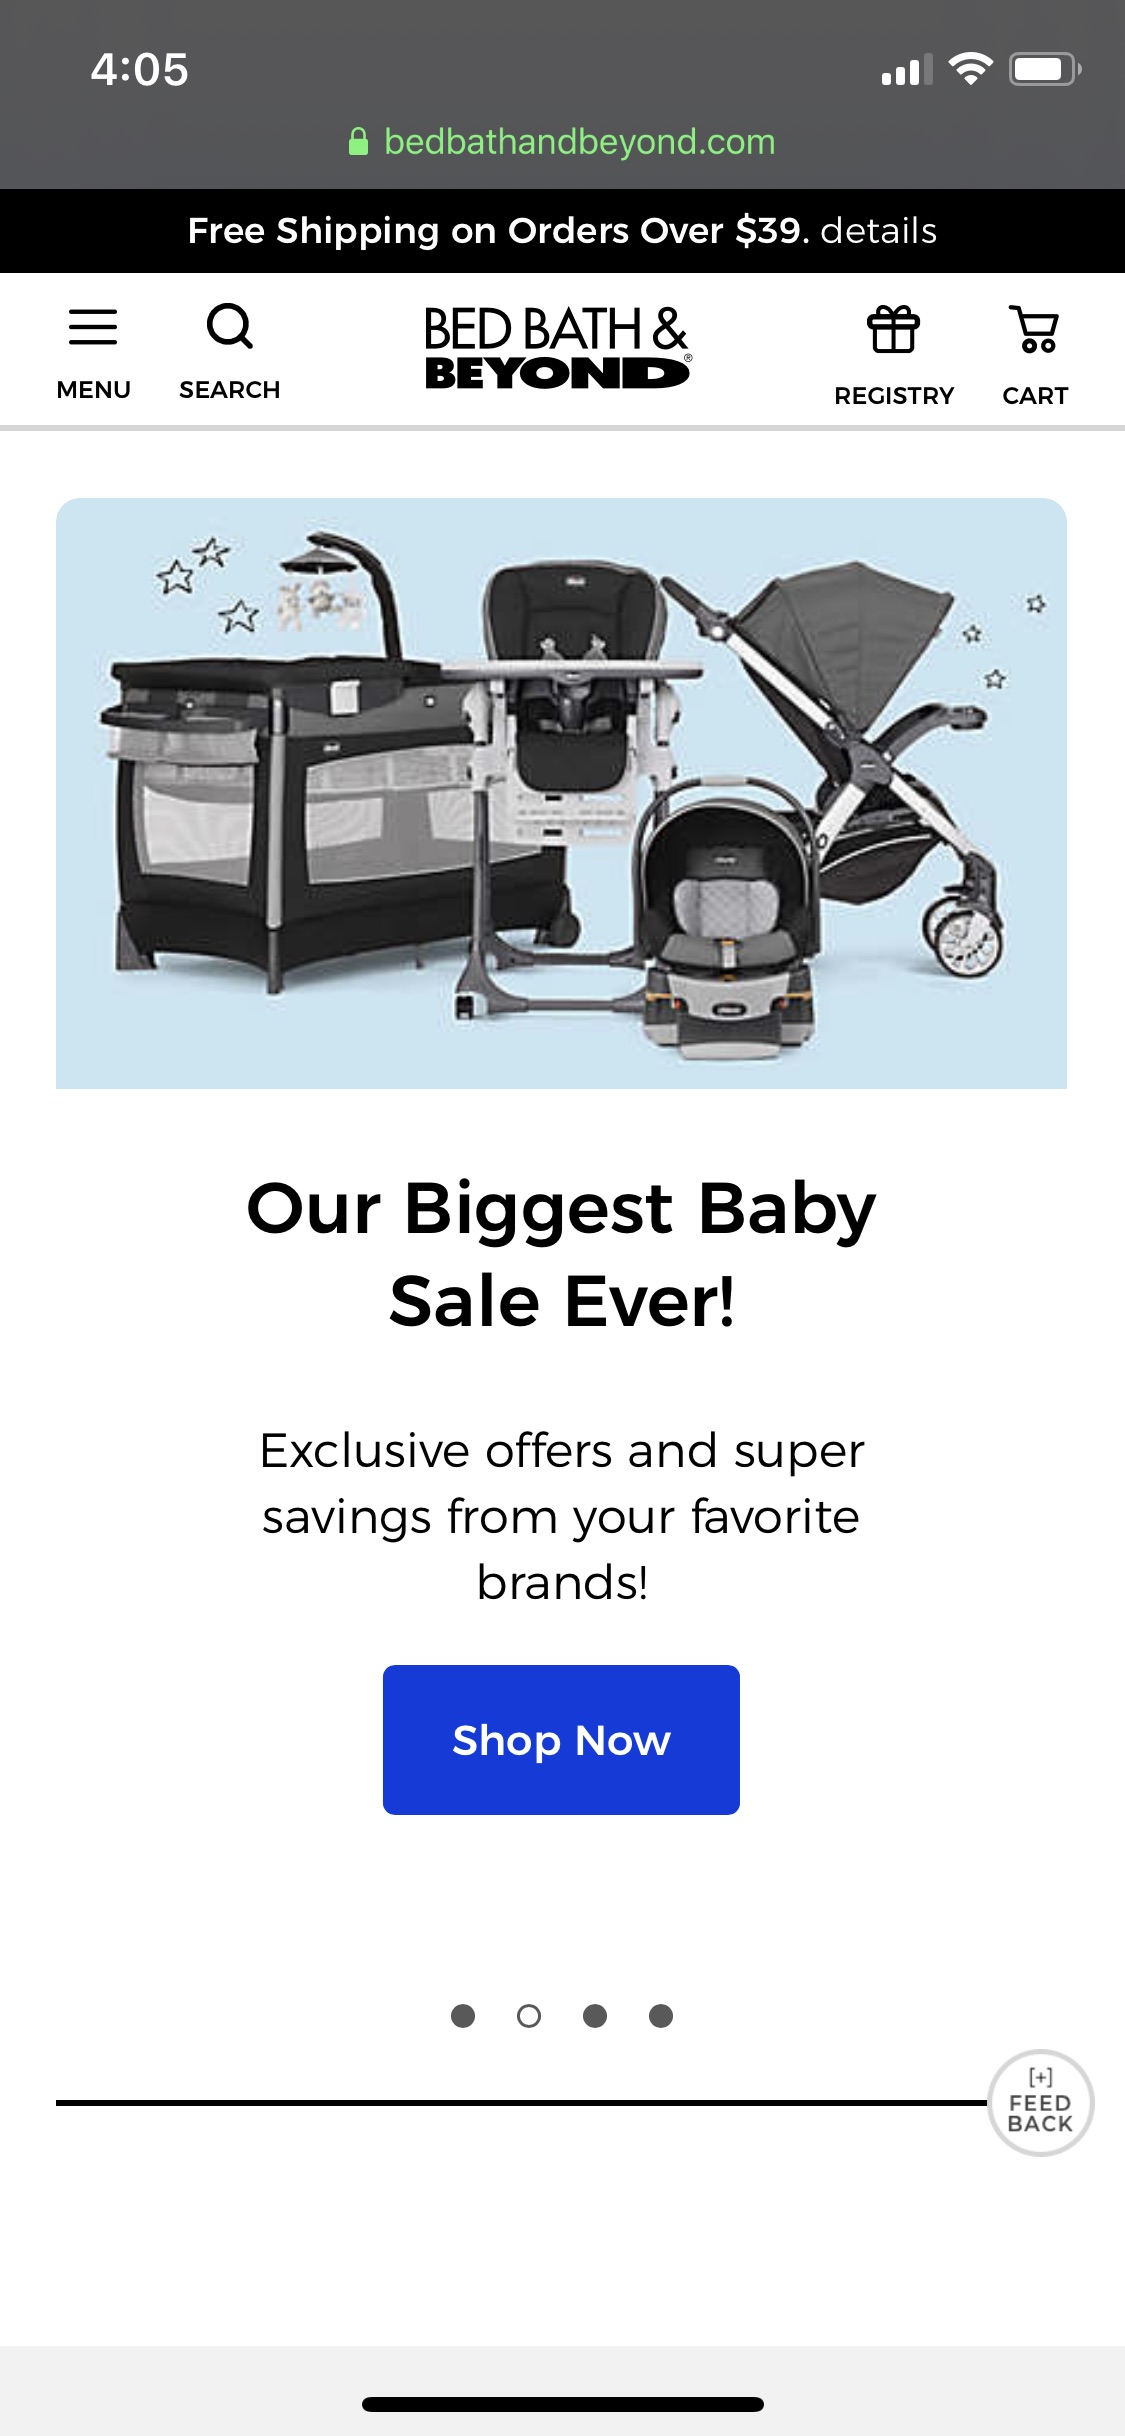 4:05
bedbathandbeyond.com
Free Shipping on Orders Over $39. details
MENU
SEARCH
BED BATH &
BEYOND®
REGISTRY
CART
Our Biggest Baby
Sale Ever!
Exclusive offers and super
savings from your favorite
brands!
Shop Now
[+]
FEED
BACK